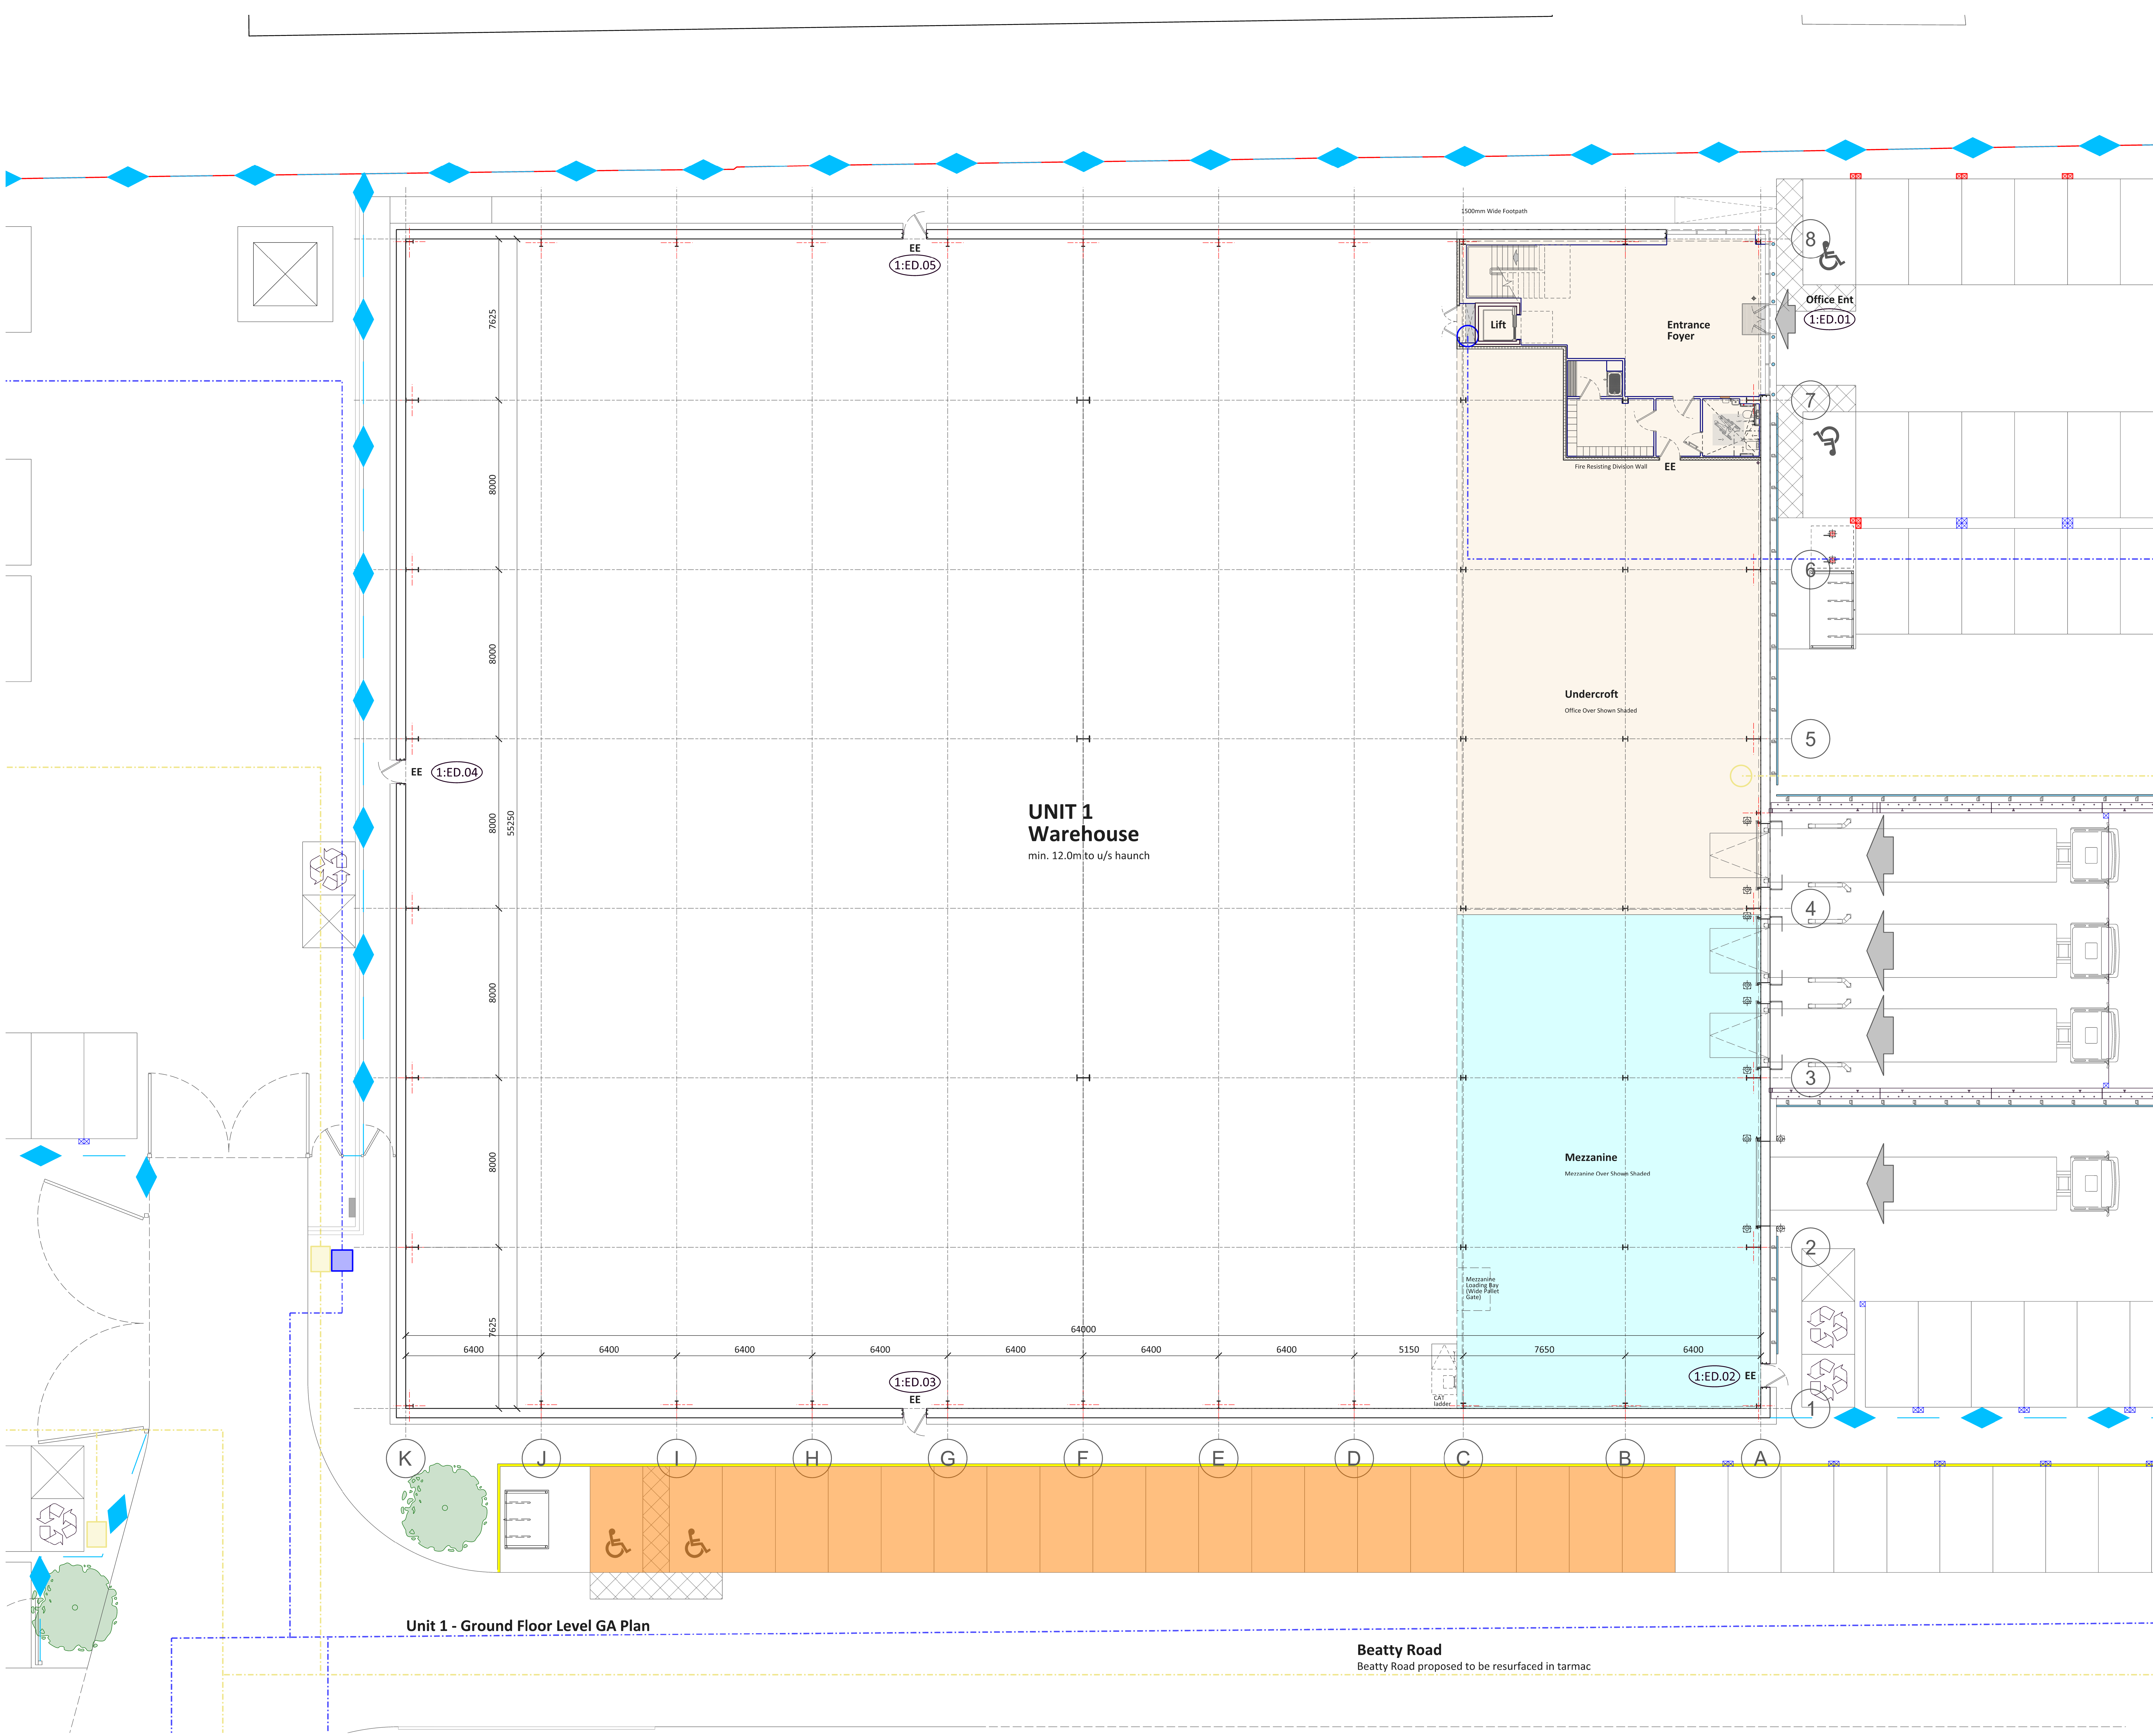 1500mm Wide Footpath
8
EE
1:ED.05
Office Ent
1:ED.01
Lift
Entrance
Foyer
7625
7
Fire Resisting Division Wall
EE
8000
6
8000
Undercroft
Office Over Shown Shaded
5
EE
1:ED.04
UNIT 1
Warehouse
min. 12.0m to u/s haunch
8000
55250
4
8000
3
8000
Mezzanine
Mezzanine Over Shown Shaded
2
Mezzanine
Loading Bay
(Wide Pallet
Gate)
7625
64000
6400
6400
6400
6400
6400
6400
6400
5150
7650
6400
1:ED.03
EE
1:ED.02
EE
CAT
ladder
1
K
J
I
H
G
F
E
D
C
B
A
Unit 1 - Ground Floor Level GA Plan
Beatty Road
Beatty Road proposed to be resurfaced in tarmac